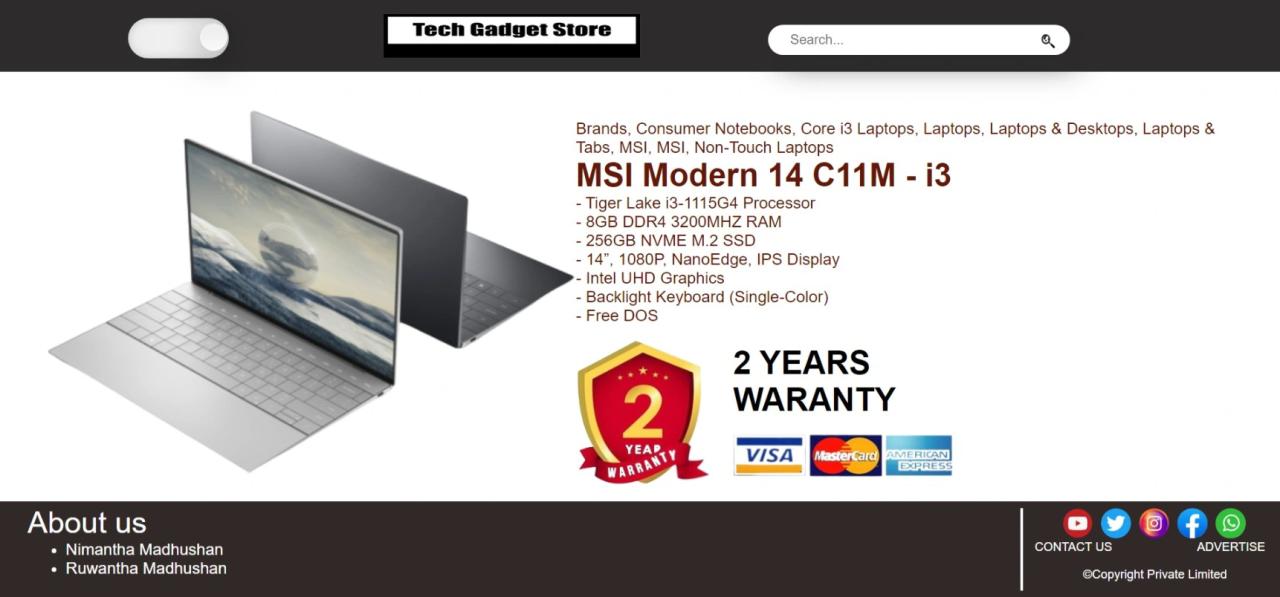 Tech Gadget Store
Search...
Brands, Consumer Notebooks, Core i3 Laptops, Laptops, Laptops & Desktops, Laptops &
Tabs, MSI, MSI, Non-Touch Laptops
MSI Modern 14 C11M - i3
- Tiger Lake i3-1115G4 Processor
- 8GB DDR4 3200MHZ RAM
- 256GB NVME M.2 SSD
- 14”, 1080P, NanoEdge, IPS Display
- Intel UHD Graphics
- Backlight Keyboard (Single-Color)
- Free DOS
2
YEAR
WARRANTY
2 YEARS
WARANTY
VISA
MasterCard
AMERICAN
EXPRESS
About us
• Nimantha Madhushan
• Ruwantha Madhushan
CONTACT US
ADVERTISE
©Copyright Private Limited